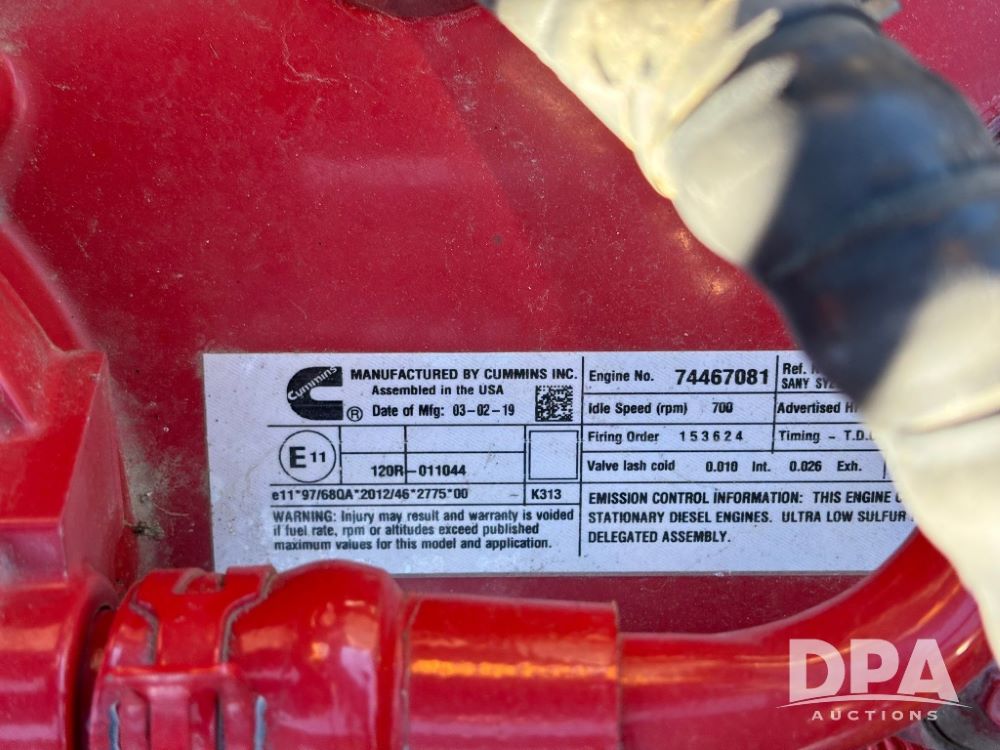 Cummins
®
MANUFACTURED BY CUMMINS INC.
Assembled in the USA
Date of Mfg: 03-02-19
E11
120R-011044
e11*97/68QA*2012/46*2775*00 - K313
WARNING: Injury may result and warranty is voided
if fuel rate, rpm or altitudes exceed published
maximum values for this model and application.
Engine No. 74467081
Ref.
SANY
Idle Speed (rpm) 700
Advertised
Firing Order 153624
Timing - T.D.
Valve lash cold 0.010 Int. 0.026 Exh.
EMISSION CONTROL INFORMATION: THIS ENGINE
STATIONARY DIESEL ENGINES. ULTRA LOW SULFUR
DELEGATED ASSEMBLY.
DPA
AUCTIONS